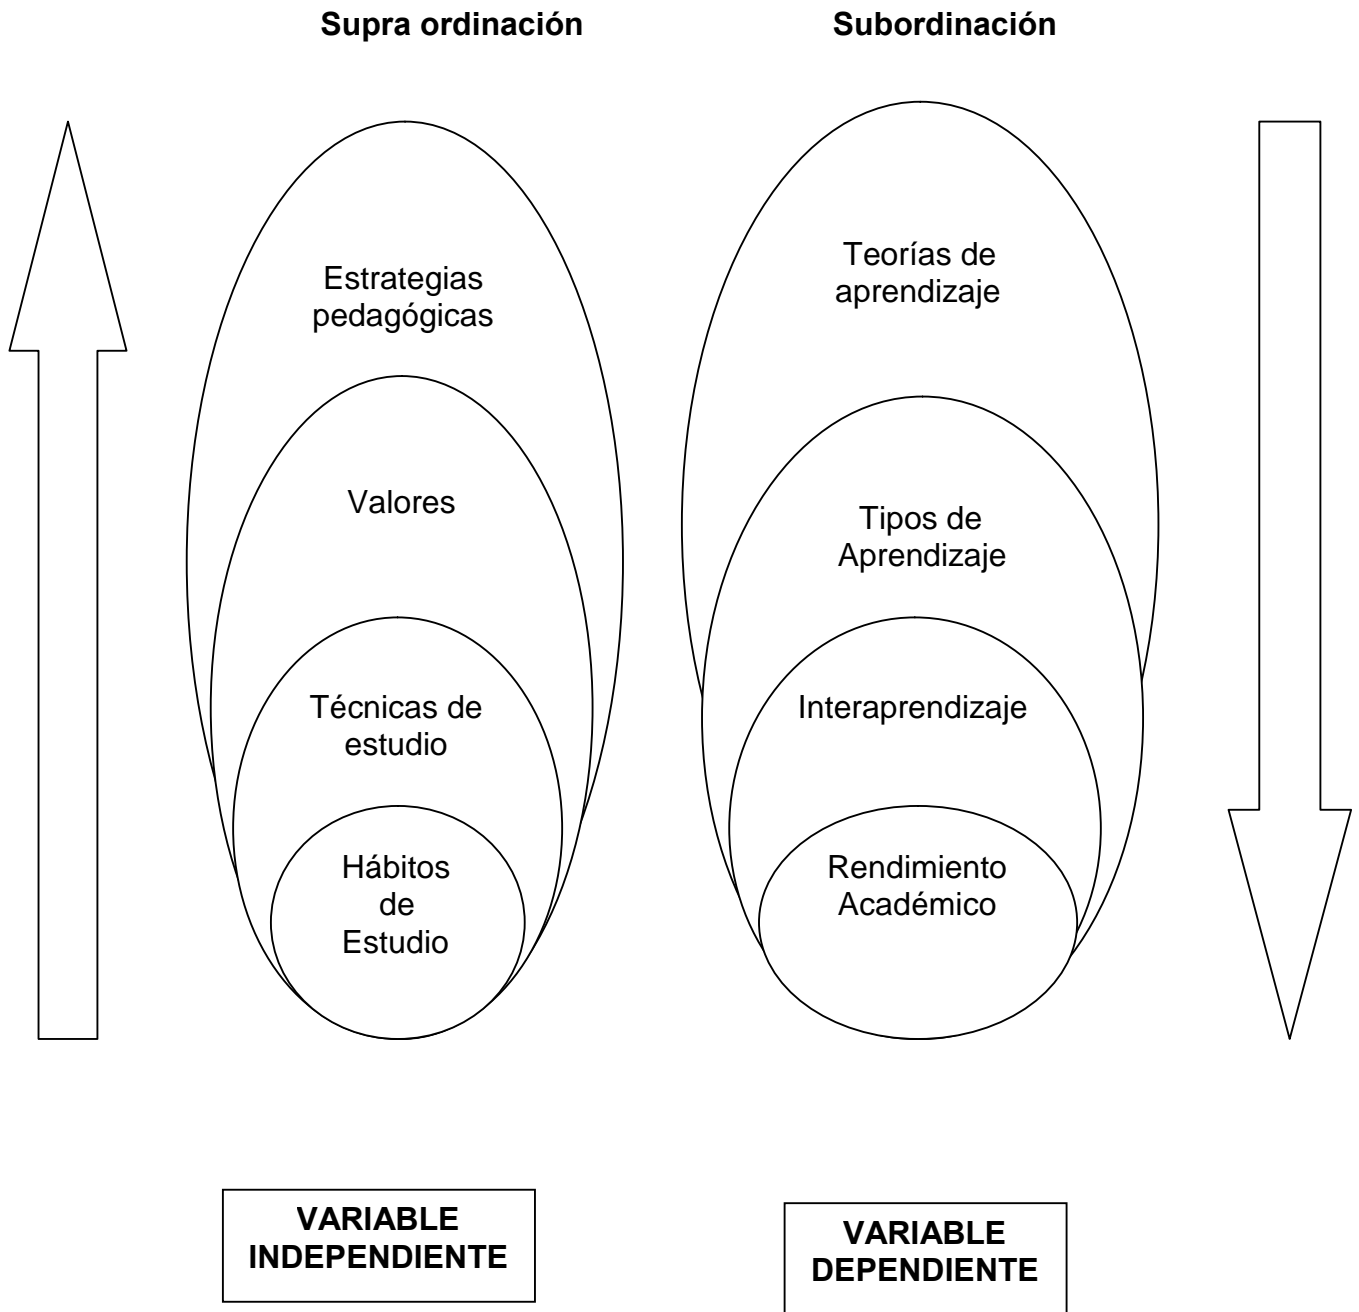 Supra ordinación
Subordinación
Estrategias
pedagógicas
Valores
Técnicas de
estudio
Hábitos
de
Estudio
Teorías de
aprendizaje
Tipos de
Aprendizaje
Interaprendizaje
Rendimiento
Académico
VARIABLE
INDEPENDIENTE
VARIABLE
DEPENDIENTE